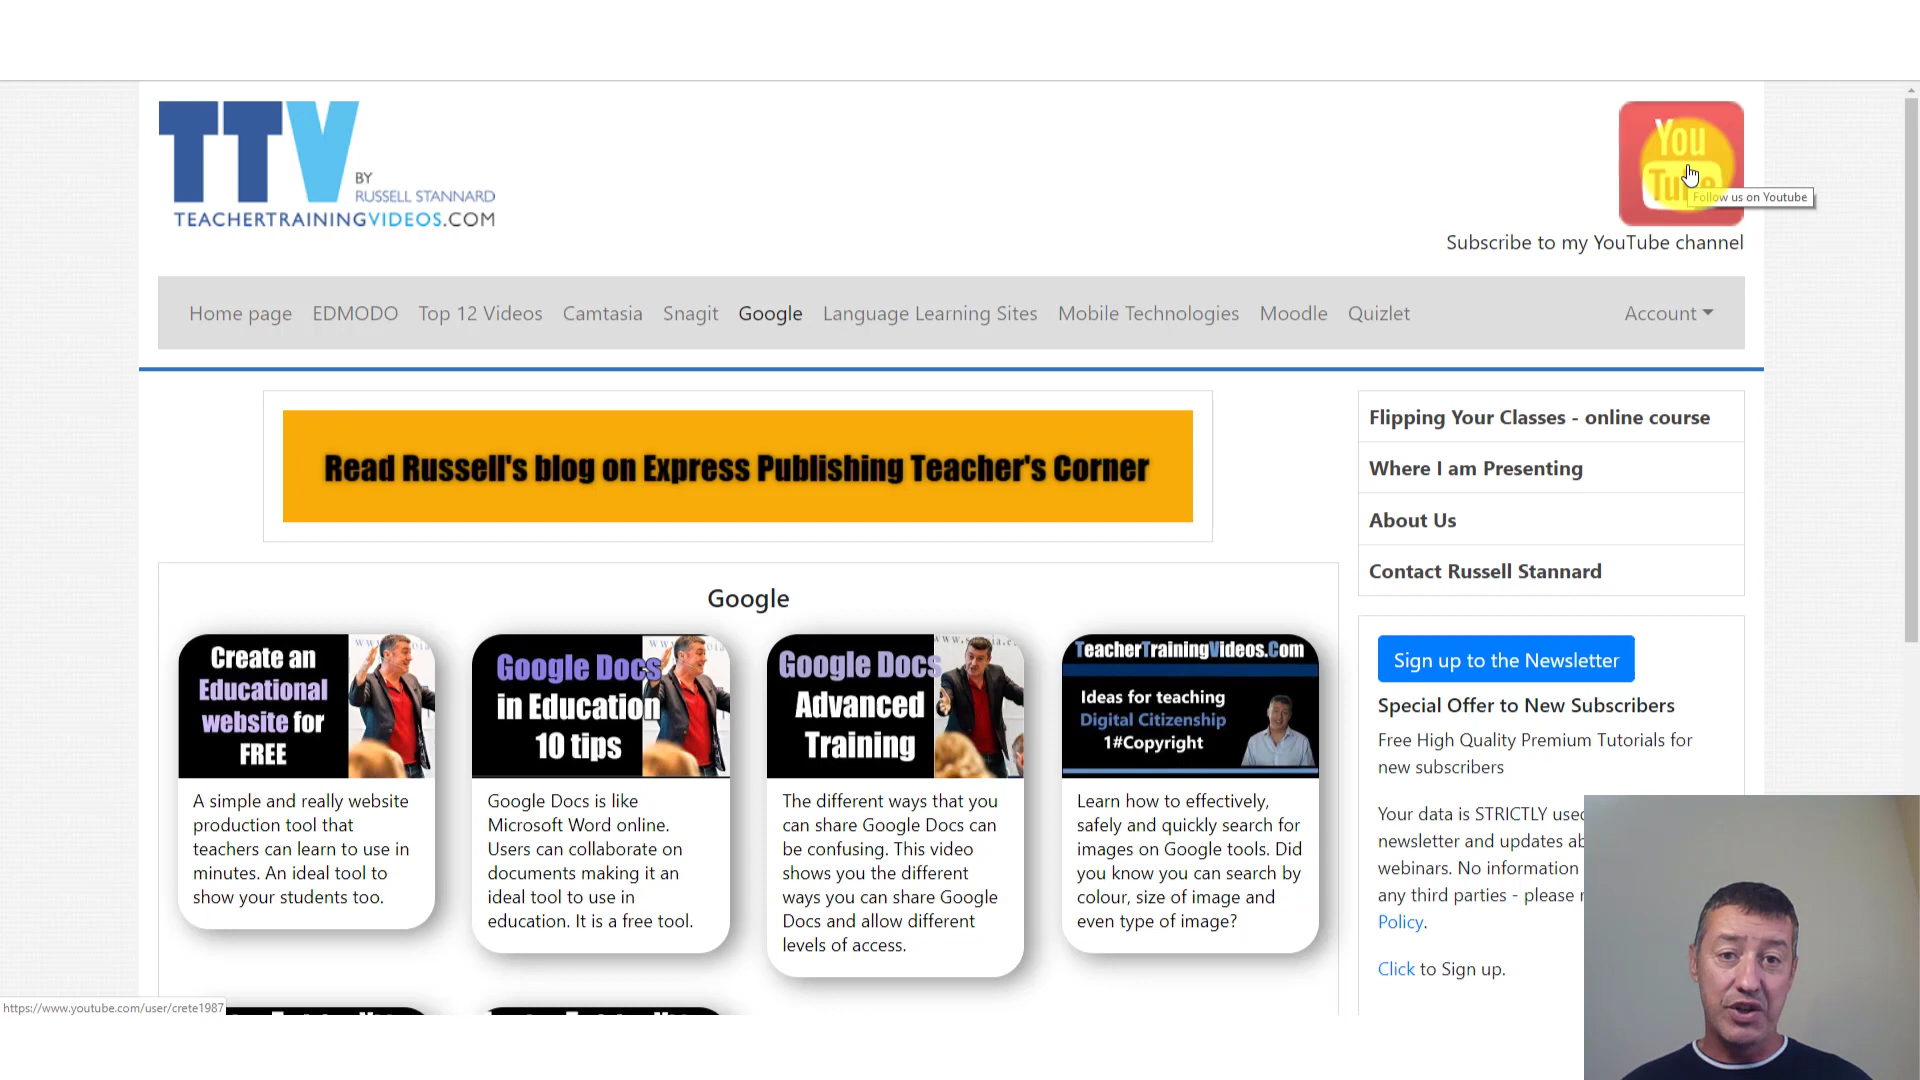 TTV
BY
RUSSELL STANNARD
TEACHERTRAININGVIDEOS.COM
You
Tube
Follow us on Youtube
Subscribe to my YouTube channel
Home page EDMODO Top 12 Videos Camtasia Snagit Google Language Learning Sites Mobile Technologies Moodle Quizlet Account
Read Russell's blog on Express Publishing Teacher's Corner
Flipping Your Classes - online course
Where I am Presenting
About Us
Contact Russell Stannard
Google
Create an
Educational
website for
FREE
A simple and really website
production tool that
teachers can learn to use in
minutes. An ideal tool to
show your students too.
Google Docs
in Education
10 tips
Google Docs is like
Microsoft Word online.
Users can collaborate on
documents making it an
ideal tool to use in
education. It is a free tool.
Google Docs
Advanced
Training
The different ways that you
can share Google Docs can
be confusing. This video
shows you the different
ways you can share Google
Docs and allow different
levels of access.
TeacherTrainingVideos.Com
Ideas for teaching
Digital Citizenship
1#Copyright
Learn how to effectively,
safely and quickly search for
images on Google tools. Did
you know you can search by
colour, size of image and
even type of image?
Sign up to the Newsletter
Special Offer to New Subscribers
Free High Quality Premium Tutorials for
new subscribers
Your data is STRICTLY used
newsletter and updates
webinars. No information
any third parties - please
Policy.
Click to Sign up.
https://www.youtube.com/user/crete1987